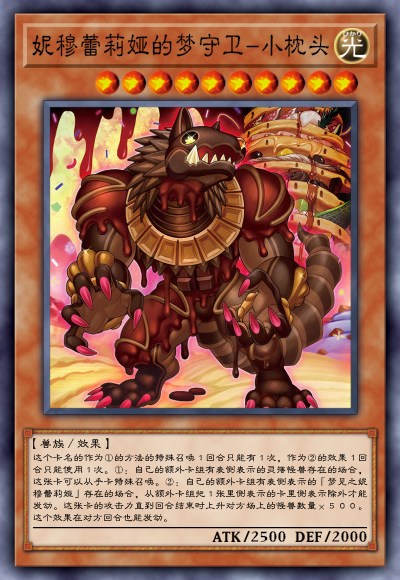 妮穆蕾莉娅的梦守卫-小枕头
光
【兽族／效果】
这个卡名的作为①的方法的特殊召唤1回合只能有1次，作为②的效果1回
合只能使用1次。①：自己的额外卡组有表侧表示的灵摆怪兽存在的场合，
这张卡可以从手卡特殊召唤。②：自己的额外卡组有表侧表示的「梦见之妮
穆蕾莉娅」存在的场合，从额外卡组把1张里侧表示的卡里侧表示除外才能
发动。这张卡的攻击力直到回合结束时上升对方场上的怪兽数量×500。
这个效果在对方回合也能发动。
ATK/2500 DEF/2000